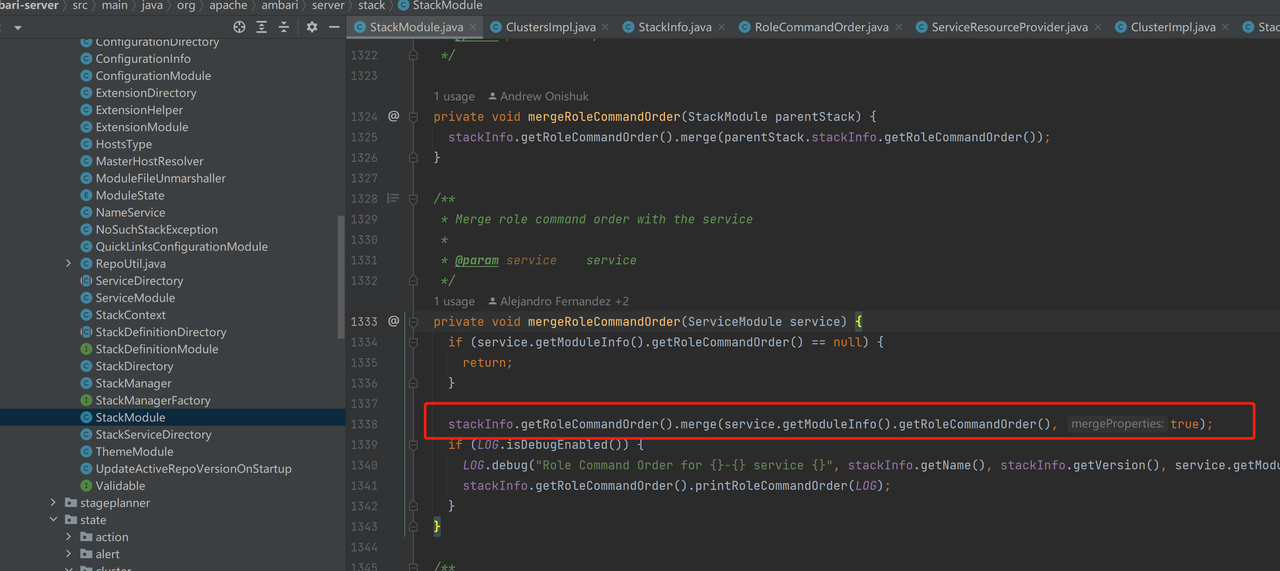 bari-server › src › main › java › org › apache › ambari › server › stack › StackModule
StackModule.java × ClustersImpl.java × StackInfo.java × RoleCommandOrder.java × ServiceResourceProvider.java × ClusterImpl.java × Stac
ConfigurationDirectory
ConfigurationInfo
ConfigurationModule
ExtensionDirectory
ExtensionHelper
ExtensionModule
HostsType
MasterHostResolver
ModuleFileUnmarshaller
ModuleState
NameService
NoSuchStackException
QuickLinksConfigurationModule
RepoUtil.java
ServiceDirectory
ServiceModule
StackContext
StackDefinitionDirectory
StackDefinitionModule
StackDirectory
StackManager
StackManagerFactory
StackModule
StackServiceDirectory
ThemeModule
UpdateActiveRepoVersionOnStartup
Validable
stageplanner
state
action
alert
cluster
1322 */
1323
1 usage Andrew Onishuk
1324 @ private void mergeRoleCommandOrder(StackModule parentStack) {
1325 stackInfo.getRoleCommandOrder().merge(parentStack.stackInfo.getRoleCommandOrder());
1326 }
1327
1328 /**
1329 * Merge role command order with the service
1330 *
1331 * @param service service
1332 */
1 usage Alejandro Fernandez +2
1333 @ private void mergeRoleCommandOrder(ServiceModule service) {
1334 if (service.getModuleInfo().getRoleCommandOrder() == null) {
1335 return;
1336 }
1337
1338 stackInfo.getRoleCommandOrder().merge(service.getModuleInfo().getRoleCommandOrder(), mergeProperties: true);
1339 if (LOG.isDebugEnabled()) {
1340 LOG.debug("Role Command Order for {}-{} service {}", stackInfo.getName(), stackInfo.getVersion(), service.getModu
1341 stackInfo.getRoleCommandOrder().printRoleCommandOrder(LOG);
1342 }
1343 }
1344
1345 /**